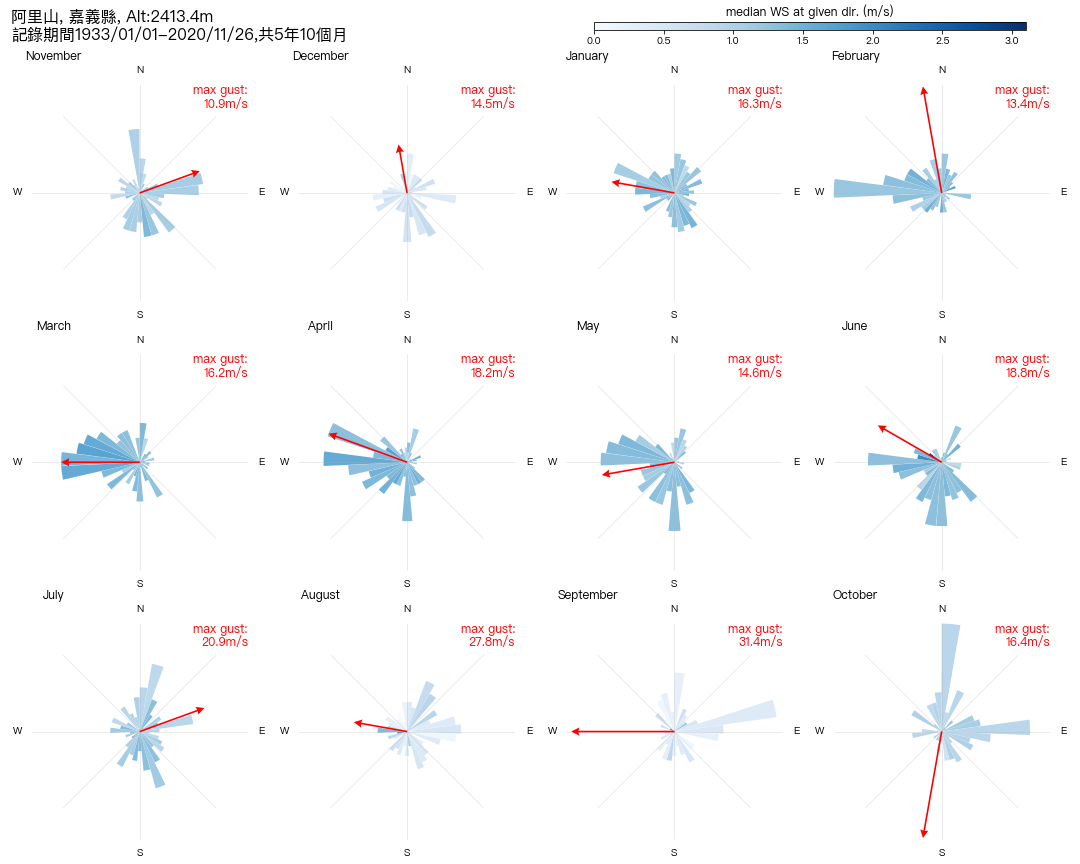 阿里山, 嘉義縣, Alt:2413.4m
記錄期間1933/01/01–2020/11/26,共5年10個月
median WS at given dir. (m/s)
0.0 0.5 1.0 1.5 2.0 2.5 3.0
November
N
max gust:
10.9m/s
W E
S
December
N
max gust:
14.5m/s
W E
S
January
N
max gust:
16.3m/s
W E
S
February
N
max gust:
13.4m/s
W E
S
March
N
max gust:
16.2m/s
W E
S
April
N
max gust:
18.2m/s
W E
S
May
N
max gust:
14.6m/s
W E
S
June
N
max gust:
18.8m/s
W E
S
July
N
max gust:
20.9m/s
W E
S
August
N
max gust:
27.8m/s
W E
S
September
N
max gust:
31.4m/s
W E
S
October
N
max gust:
16.4m/s
W E
S